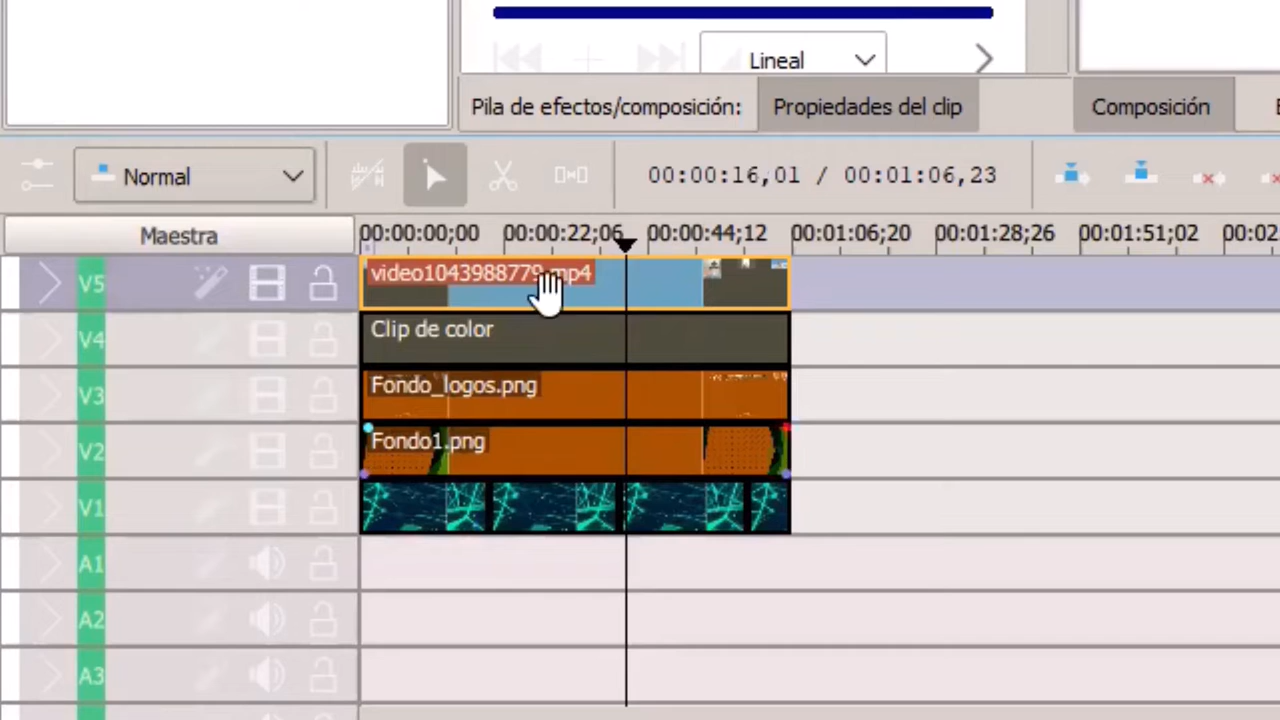 Lineal
Pila de efectos/composición: Propiedades del clip Composición
Normal 00:00:16,01 / 00:01:06,23
Maestra 00:00:00;00 00:00:22;06 00:00:44;12 00:01:06;20 00:01:28;26 00:01:51;02 00:02
V5 video1043988779.mp4
V4 Clip de color
V3 Fondo_logos.png
V2 Fondo1.png
V1
A1
A2
A3